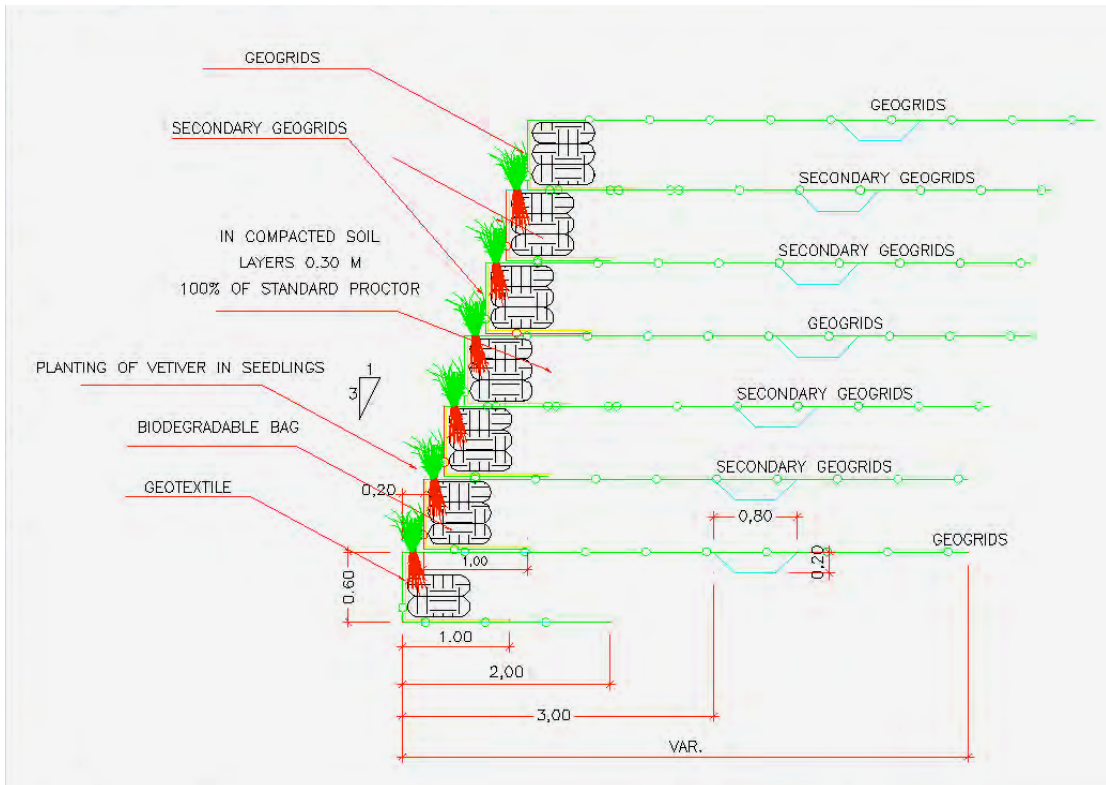 GEOGRIDS
GEOGRIDS
SECONDARY GEOGRIDS
SECONDARY GEOGRIDS
IN COMPACTED SOIL
LAYERS 0.30 M
100% OF STANDARD PROCTOR
SECONDARY GEOGRIDS
GEOGRIDS
PLANTING OF VETIVER IN SEEDLINGS
1
3
SECONDARY GEOGRIDS
BIODEGRADABLE BAG
SECONDARY GEOGRIDS
GEOTEXTILE
0,20
0,80
GEOGRIDS
1,00
0,20
0.60
1.00
2,00
3,00
VAR.